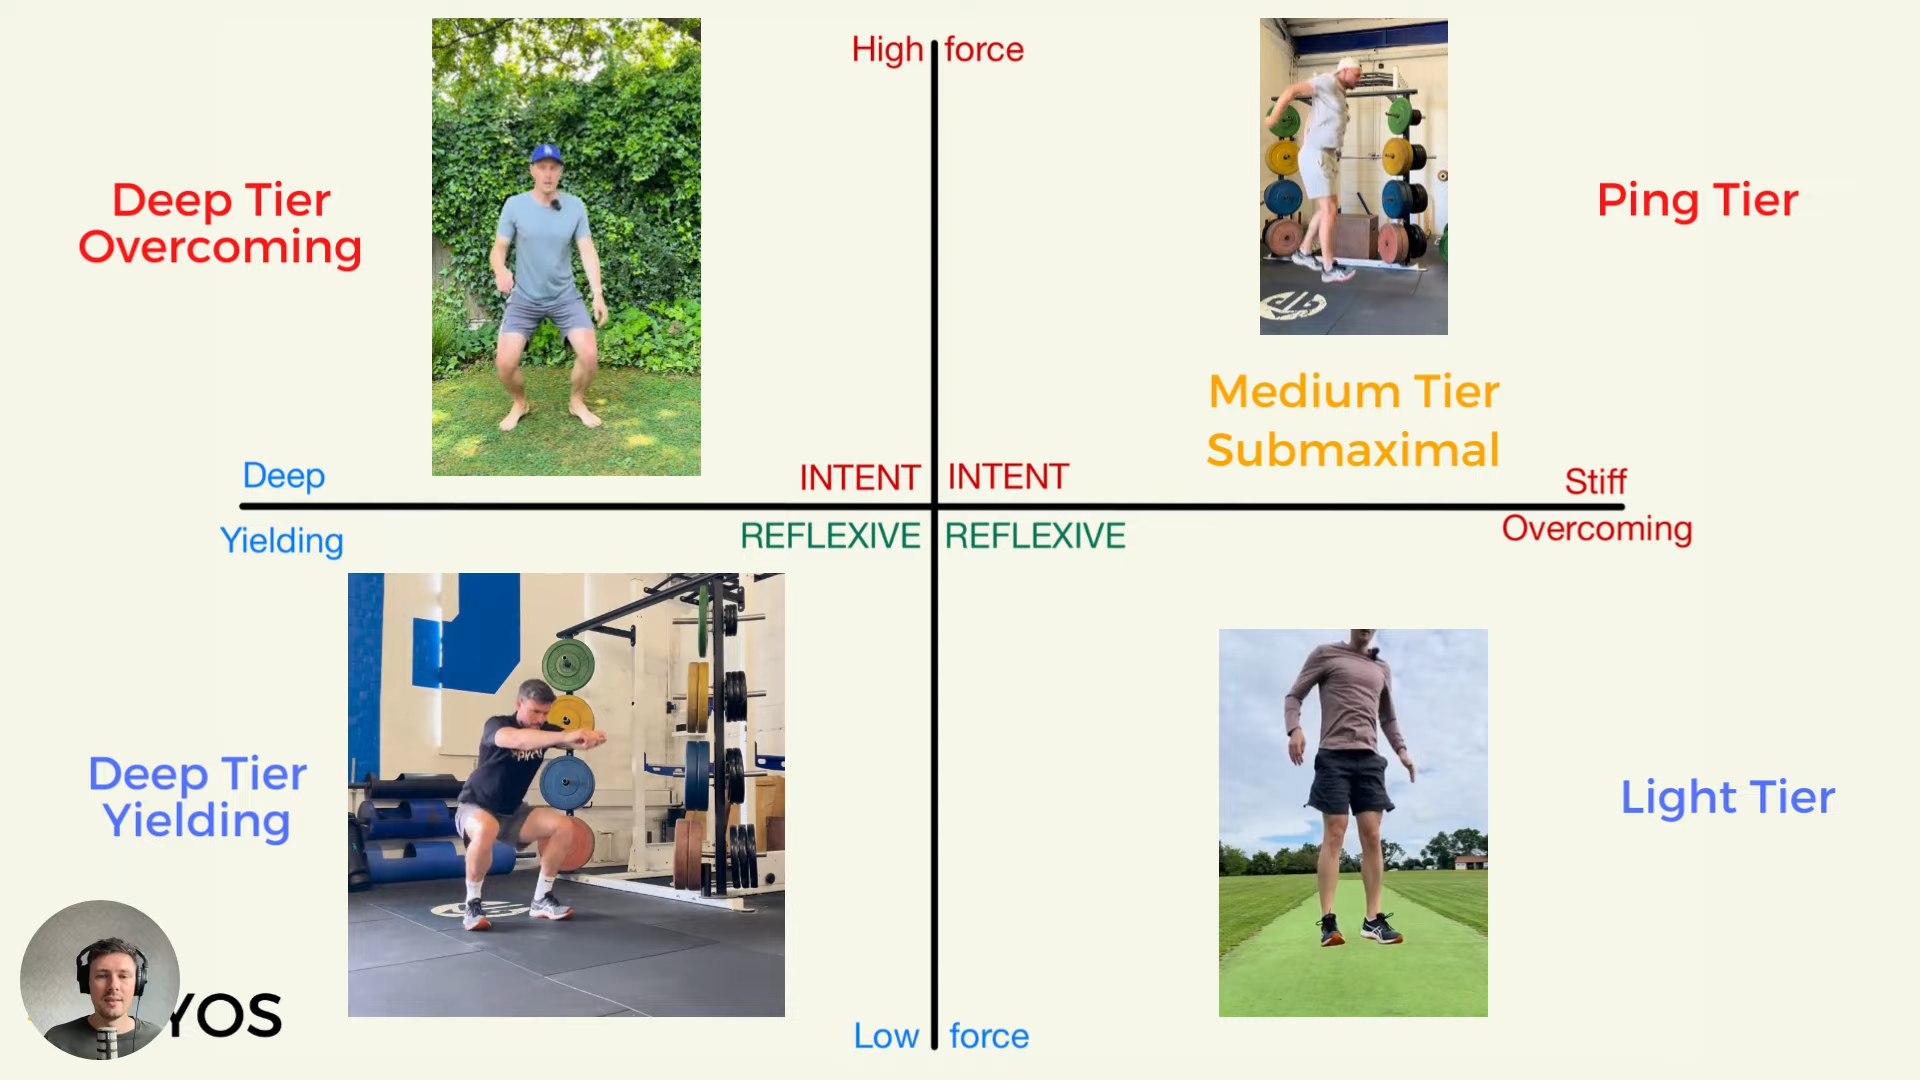 High force
Deep Tier
Overcoming
Ping Tier
Medium Tier
Submaximal
Deep
INTENT
INTENT
Stiff
Yielding
REFLEXIVE
REFLEXIVE
Overcoming
Deep Tier
Yielding
Light Tier
YOS
Low force